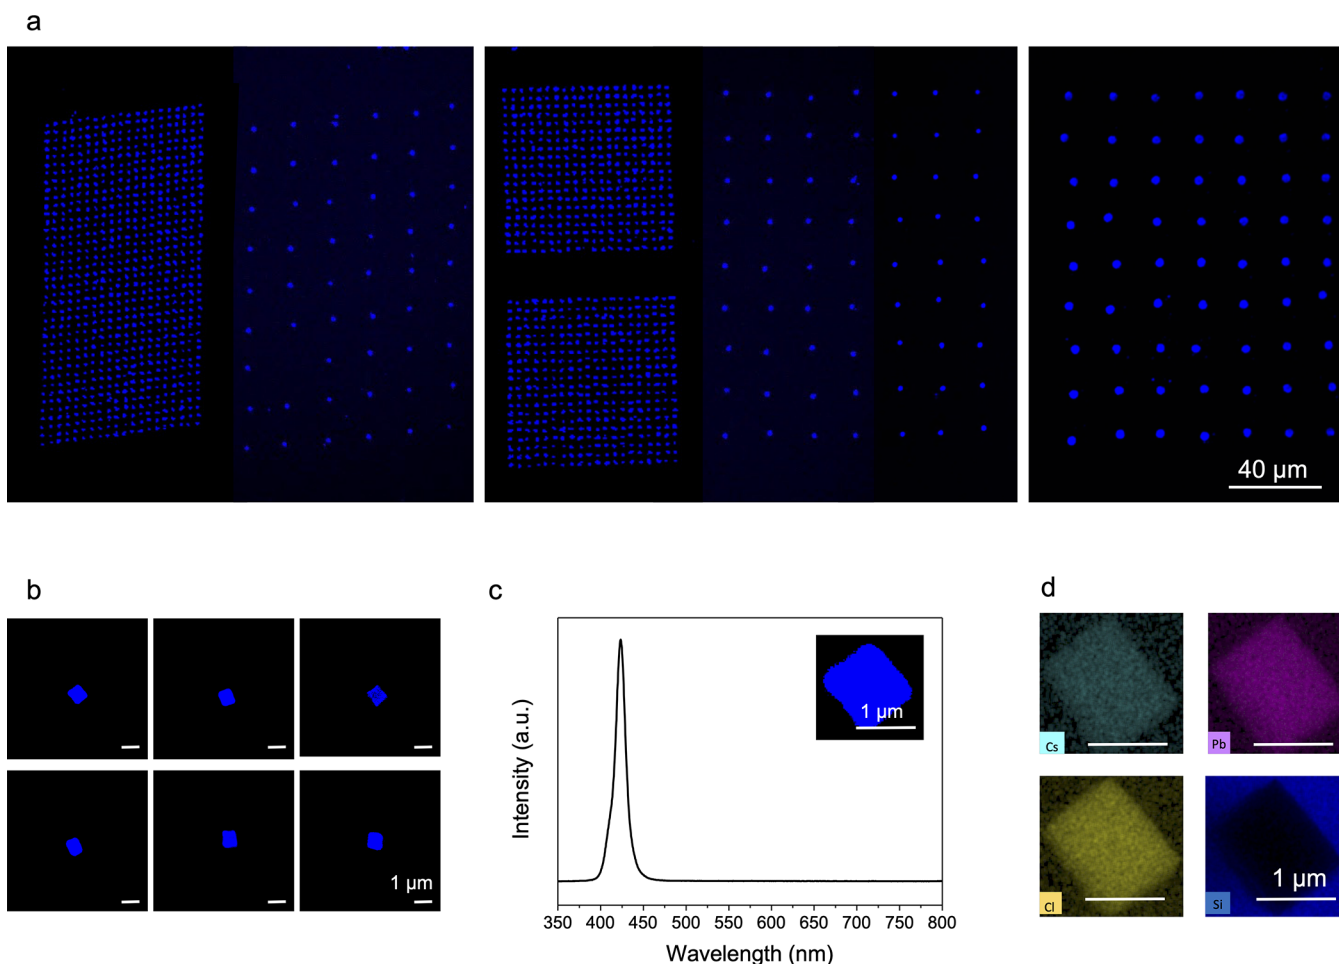 a
40 μm
b
1 μm
c
Intensity (a.u.)
1 μm
350 400 450 500 550 600 650 700 750 800
Wavelength (nm)
d
Cs
Pb
Cl
Si
1 μm